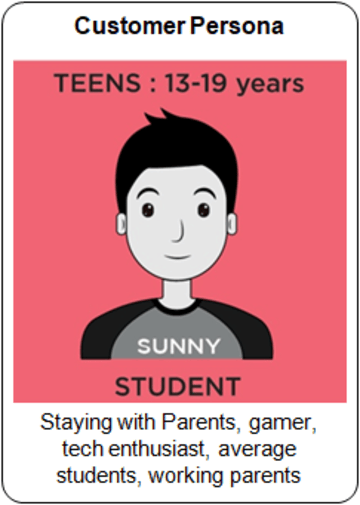 Customer Persona
TEENS : 13-19 years
SUNNY
STUDENT
Staying with Parents, gamer,
tech enthusiast, average
students, working parents